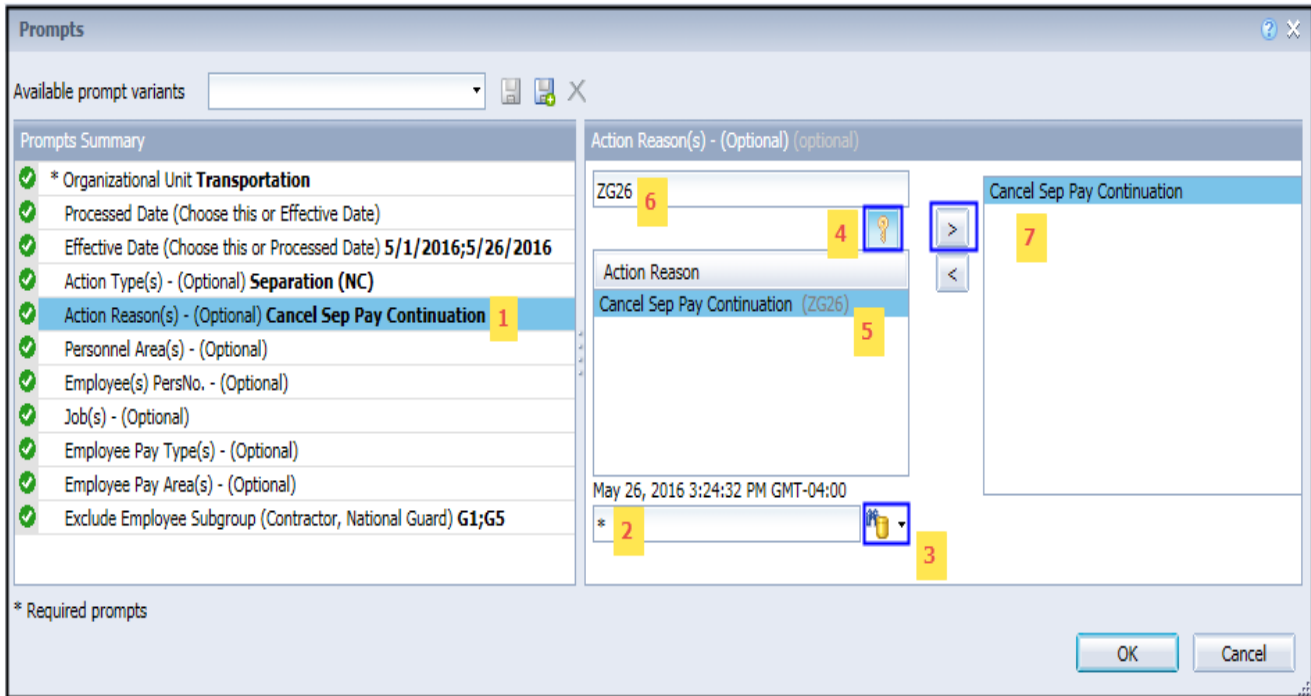 Prompts
Available prompt variants
Prompts Summary
* Organizational Unit Transportation
Processed Date (Choose this or Effective Date)
Effective Date (Choose this or Processed Date) 5/1/2016;5/26/2016
Action Type(s) - (Optional) Separation (NC)
Action Reason(s) - (Optional) Cancel Sep Pay Continuation 1
Personnel Area(s) - (Optional)
Employee(s) PersNo. - (Optional)
Job(s) - (Optional)
Employee Pay Type(s) - (Optional)
Employee Pay Area(s) - (Optional)
Exclude Employee Subgroup (Contractor, National Guard) G1;G5
* Required prompts
Action Reason(s) - (Optional) (optional)
ZG26 6
4
Action Reason
Cancel Sep Pay Continuation (ZG26)
5
May 26, 2016 3:24:32 PM GMT-04:00
* 2
3
>
<
Cancel Sep Pay Continuation
7
OK Cancel